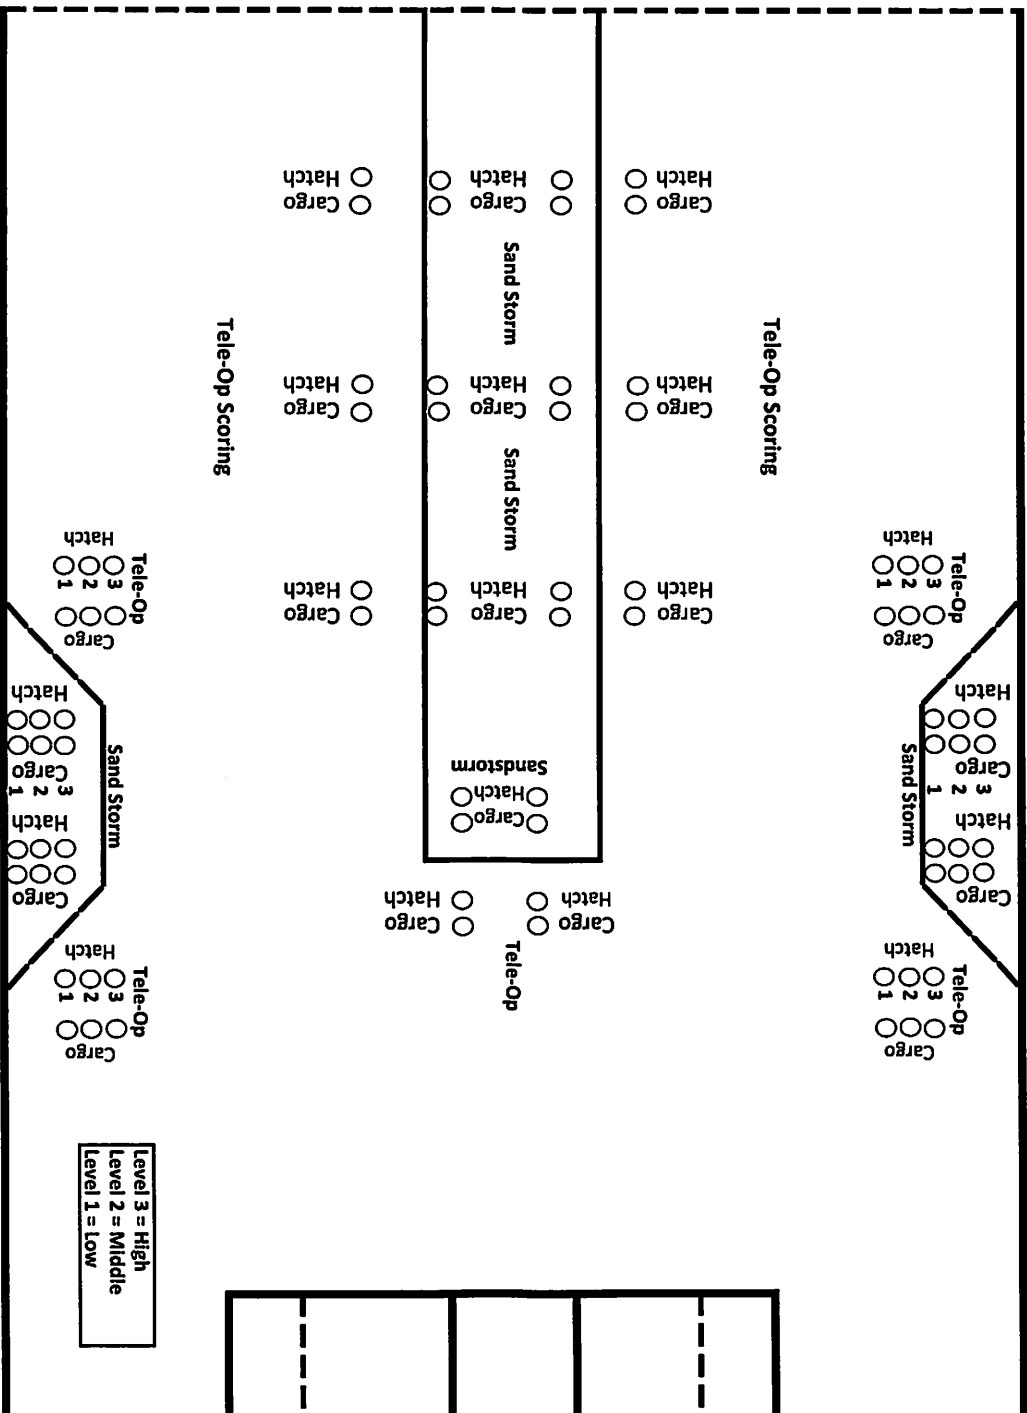 Hatch Hatch Hatch
Cargo Cargo Cargo
Sand Storm
Tele-Op Scoring
Tele-Op Scoring
Hatch Hatch Hatch
Cargo Cargo Cargo
Sand Storm
Hatch Hatch Hatch
Cargo Cargo Cargo
Hatch
1 2 3
Cargo
Tele-Op
Hatch
1 2 3
Cargo
Tele-Op
Hatch
Cargo
1 2 3
Hatch
Cargo
Sand Storm
Sandstorm
Hatch
Cargo
Sand Storm
Hatch
Cargo
1 2 3
Hatch
Cargo
Hatch Hatch
Cargo Cargo
Tele-Op
Hatch
1 2 3
Cargo
Tele-Op
Hatch
1 2 3
Cargo
Tele-Op
Level 3 = High
Level 2 = Middle
Level 1 = Low